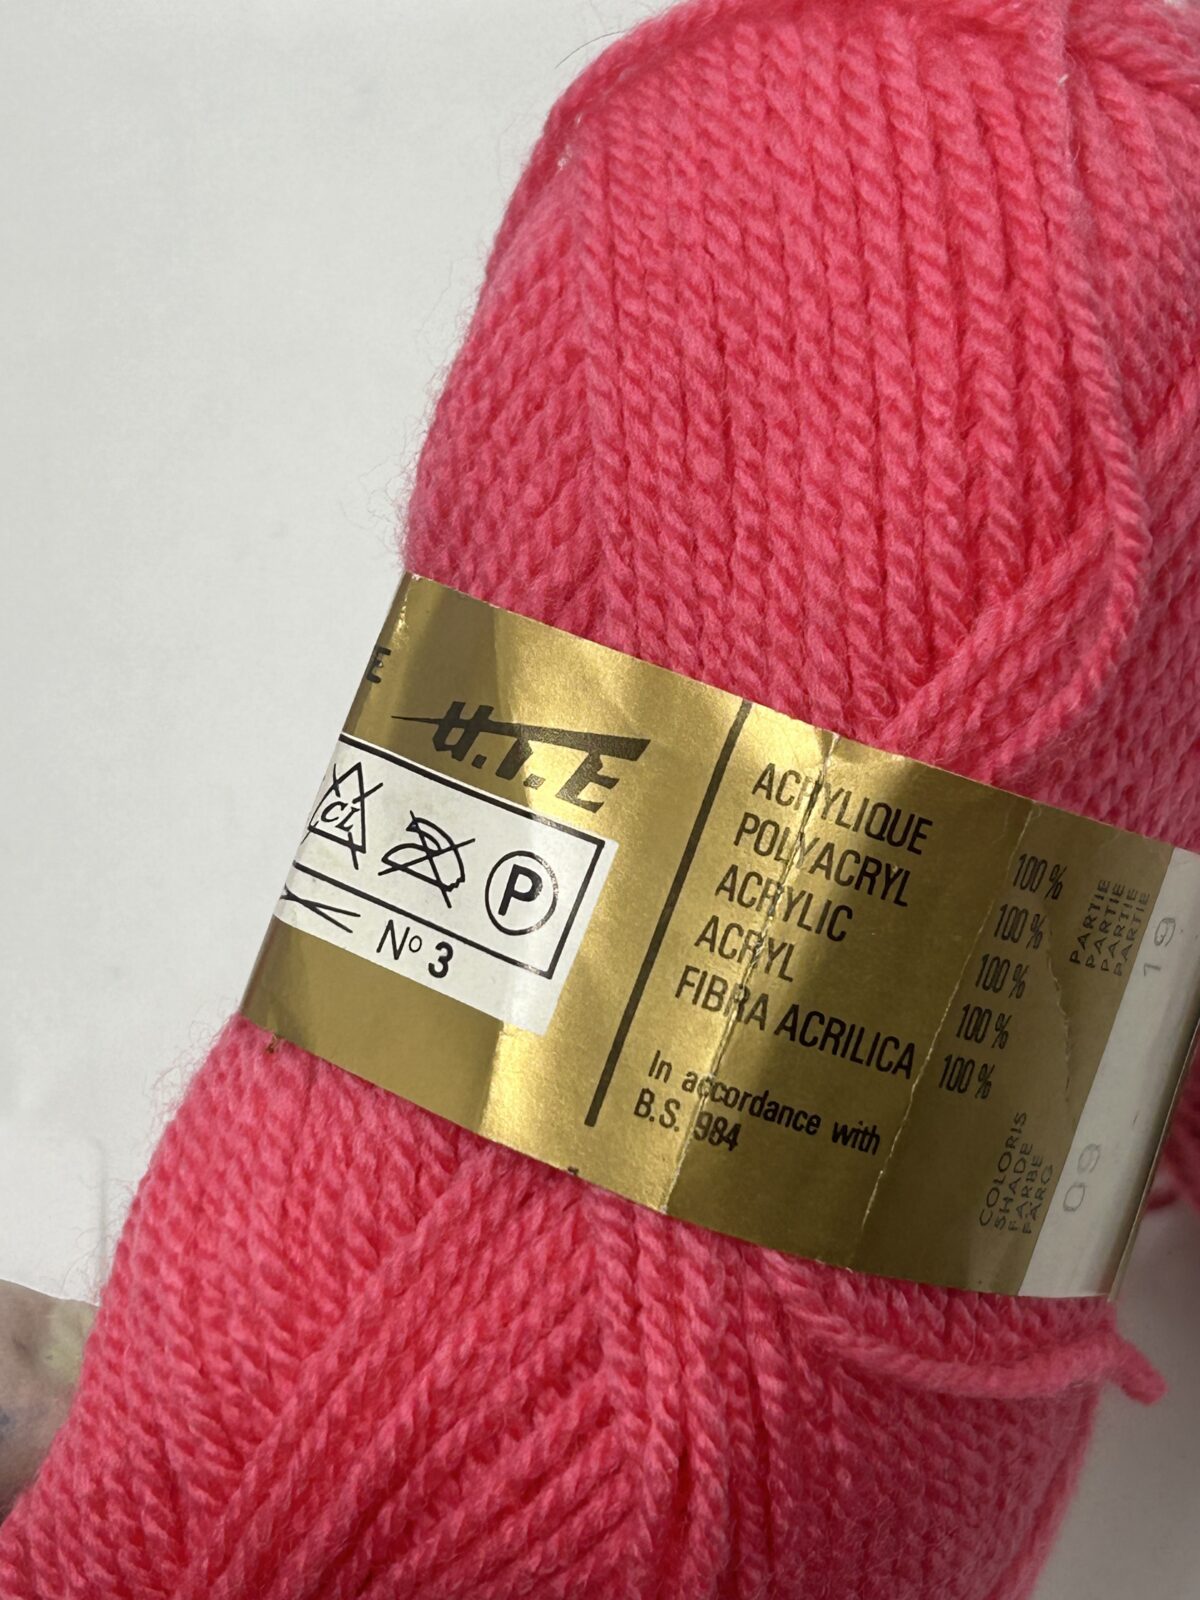 E
U.T.E
CL
P
No 3
ACRYLIQUE 100 %
POLYACRYL 100 %
ACRYLIC 100 %
ACRYL 100 %
FIBRA ACRILICA 100 %
In accordance with
B.S. 984
PARTIE
PARTIE
PARTIE
PARTIE
19
COLORIS
SHADE
FARBE
FARG
09